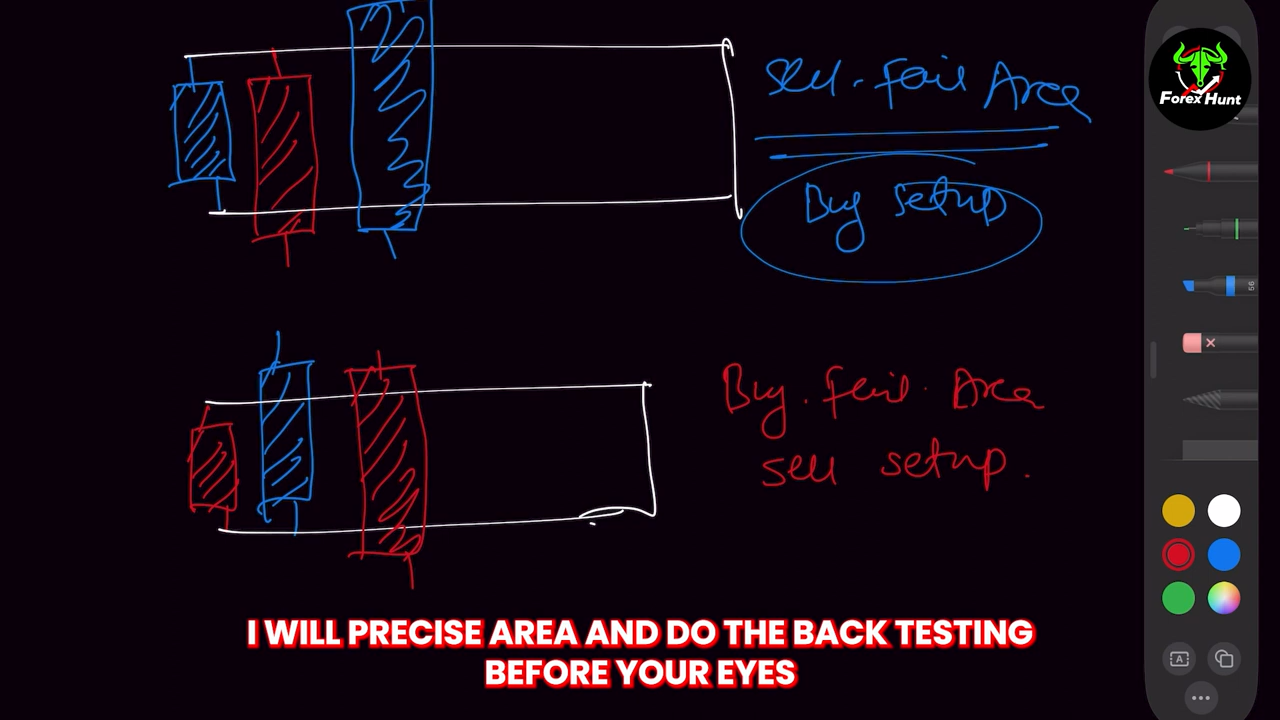 Sell. Fail Area
Buy setup
Forex Hunt
Buy. Fail. Area
sell setup.
I WILL PRECISE AREA AND DO THE BACK TESTING
BEFORE YOUR EYES
A